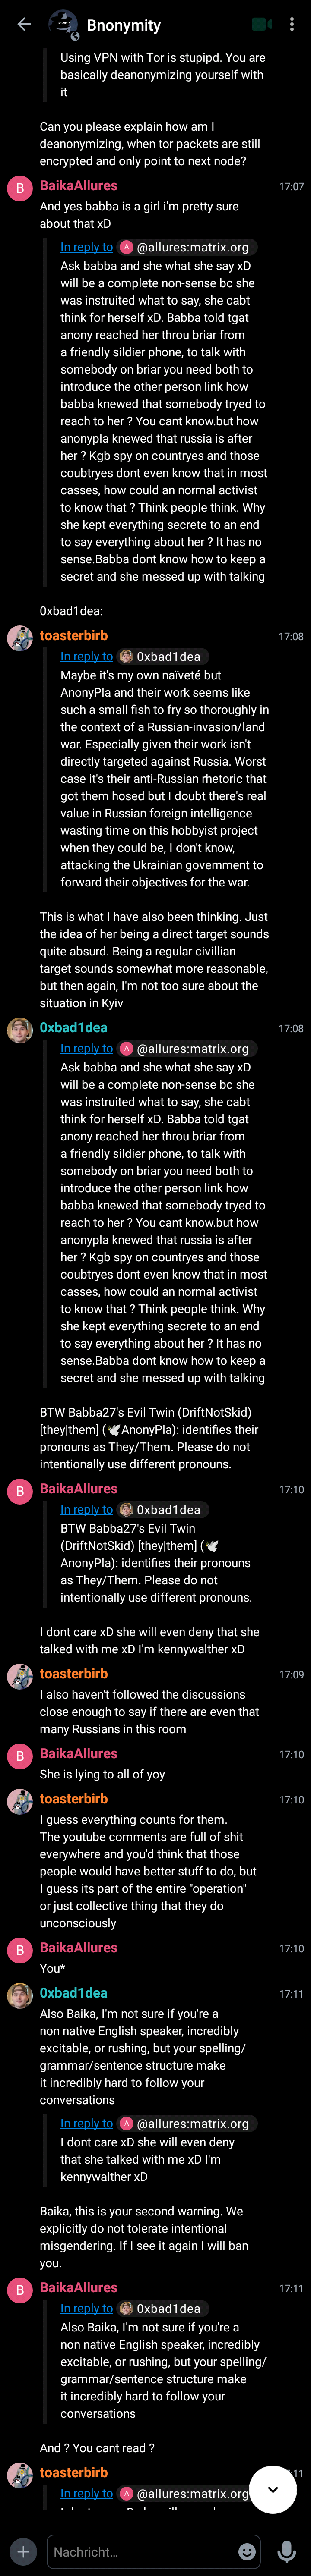 Bnonymity
Using VPN with Tor is stupipd. You are
basically deanonymizing yourself with
it
Can you please explain how am I
deanonymizing, when tor packets are still
encrypted and only point to next node?
B
BaikaAllures
17:07
And yes babba is a girl i'm pretty sure
about that xD
In reply to A @allures:matrix.org
Ask babba and she what she say xD
will be a complete non-sense bc she
was instruited what to say, she cabt
think for herself xD. Babba told tgat
anony reached her throu briar from
a friendly sildier phone, to talk with
somebody on briar you need both to
introduce the other person link how
babba knewed that somebody tryed to
reach to her ? You cant know.but how
anonypla knewed that russia is after
her ? Kgb spy on countryes and those
coubtryes dont even know that in most
casses, how could an normal activist
to know that ? Think people think. Why
she kept everything secrete to an end
to say everything about her ? It has no
sense.Babba dont know how to keep a
secret and she messed up with talking
0xbad1dea:
toasterbirb
17:08
In reply to 0xbad1dea
Maybe it's my own naïveté but
AnonyPla and their work seems like
such a small fish to fry so thoroughly in
the context of a Russian-invasion/land
war. Especially given their work isn't
directly targeted against Russia. Worst
case it's their anti-Russian rhetoric that
got them hosed but I doubt there's real
value in Russian foreign intelligence
wasting time on this hobbyist project
when they could be, I don't know,
attacking the Ukrainian government to
forward their objectives for the war.
This is what I have also been thinking. Just
the idea of her being a direct target sounds
quite absurd. Being a regular civillian
target sounds somewhat more reasonable,
but then again, I'm not too sure about the
situation in Kyiv
0xbad1dea
17:08
In reply to A @allures:matrix.org
Ask babba and she what she say xD
will be a complete non-sense bc she
was instruited what to say, she cabt
think for herself xD. Babba told tgat
anony reached her throu briar from
a friendly sildier phone, to talk with
somebody on briar you need both to
introduce the other person link how
babba knewed that somebody tryed to
reach to her ? You cant know.but how
anonypla knewed that russia is after
her ? Kgb spy on countryes and those
coubtryes dont even know that in most
casses, how could an normal activist
to know that ? Think people think. Why
she kept everything secrete to an end
to say everything about her ? It has no
sense.Babba dont know how to keep a
secret and she messed up with talking
BTW Babba27's Evil Twin (DriftNotSkid)
[they|them] (🕊AnonyPla): identifies their
pronouns as They/Them. Please do not
intentionally use different pronouns.
B
BaikaAllures
17:10
In reply to 0xbad1dea
BTW Babba27's Evil Twin
(DriftNotSkid) [they|them] (🕊
AnonyPla): identifies their pronouns
as They/Them. Please do not
intentionally use different pronouns.
I dont care xD she will even deny that she
talked with me xD I'm kennywalther xD
toasterbirb
17:09
I also haven't followed the discussions
close enough to say if there are even that
many Russians in this room
B
BaikaAllures
17:10
She is lying to all of yoy
toasterbirb
17:10
I guess everything counts for them.
The youtube comments are full of shit
everywhere and you'd think that those
people would have better stuff to do, but
I guess its part of the entire "operation"
or just collective thing that they do
unconsciously
B
BaikaAllures
17:10
You*
0xbad1dea
17:11
Also Baika, I'm not sure if you're a
non native English speaker, incredibly
excitable, or rushing, but your spelling/
grammar/sentence structure make
it incredibly hard to follow your
conversations
In reply to A @allures:matrix.org
I dont care xD she will even deny
that she talked with me xD I'm
kennywalther xD
Baika, this is your second warning. We
explicitly do not tolerate intentional
misgendering. If I see it again I will ban
you.
B
BaikaAllures
17:11
In reply to 0xbad1dea
Also Baika, I'm not sure if you're a
non native English speaker, incredibly
excitable, or rushing, but your spelling/
grammar/sentence structure make
it incredibly hard to follow your
conversations
And ? You cant read ?
toasterbirb
In reply to A @allures:matrix.org
Nachricht...